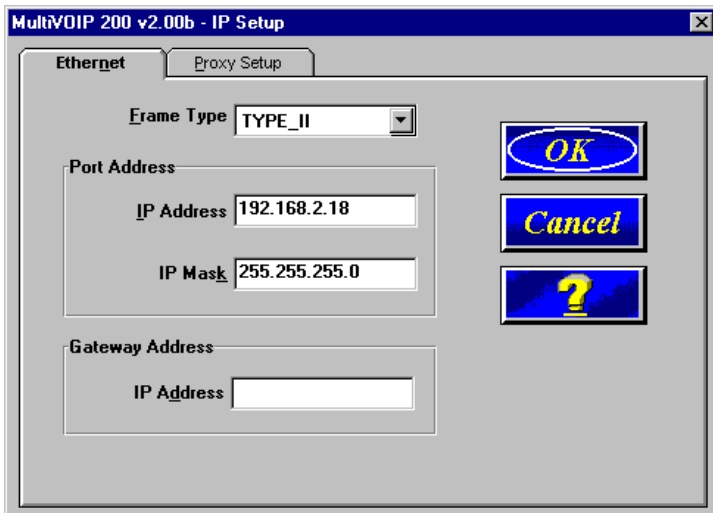 MultiVOIP 200 v2.00b - IP Setup
Ethernet
Proxy Setup
Frame Type TYPE_II
OK
Port Address
IP Address 192.168.2.18
Cancel
IP Mask 255.255.255.0
?
Gateway Address
IP Address